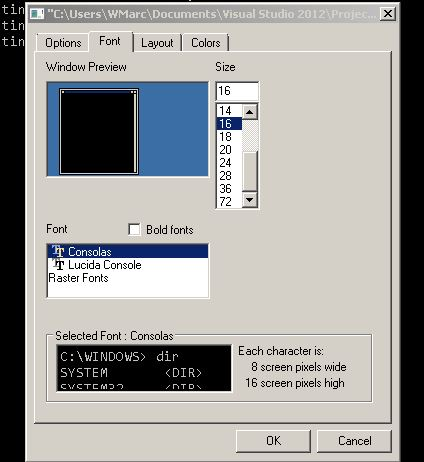 tin
tin
tin
"C:\Users\WMarc\Documents\Visual Studio 2012\Projec...
Options Font Layout Colors
Window Preview Size
16
14
16
18
20
24
28
36
72
Font Bold fonts
Consolas
Lucida Console
Raster Fonts
Selected Font : Consolas
C:\WINDOWS> dir
SYSTEM <DIR>
SYSTEM32 <DIR>
Each character is:
8 screen pixels wide
16 screen pixels high
OK Cancel